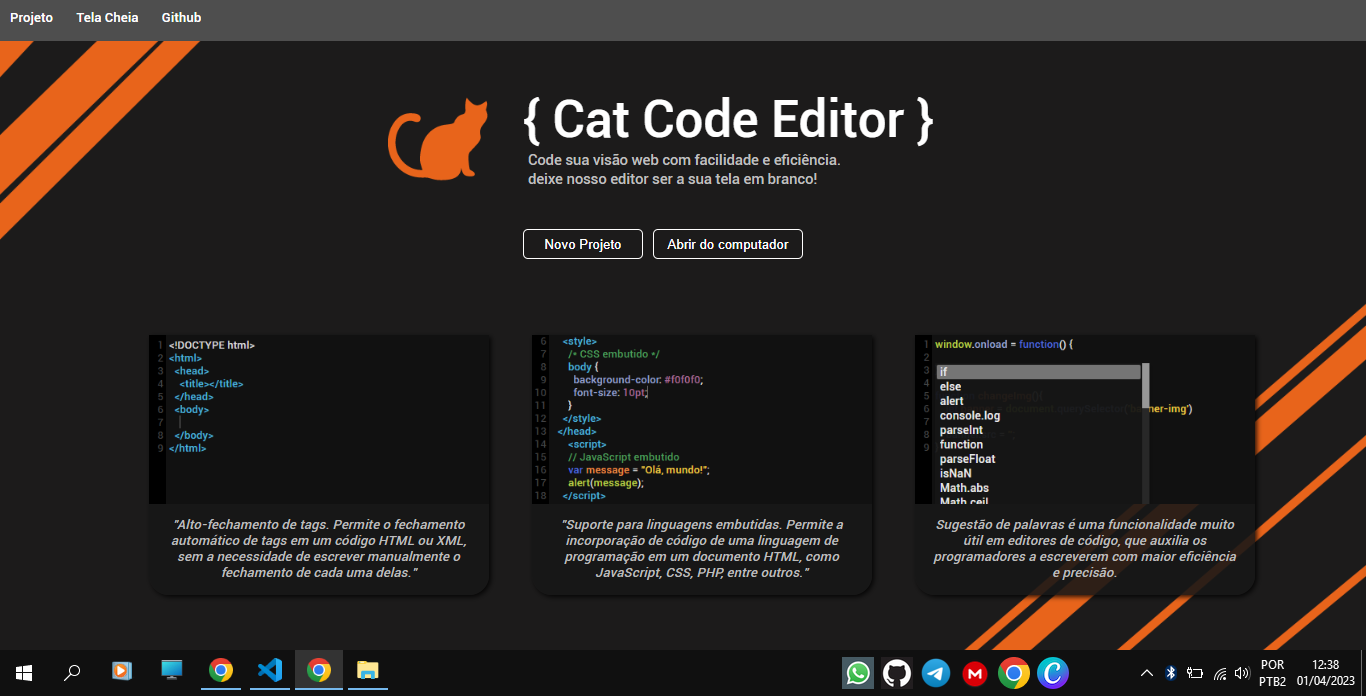 Projeto Tela Cheia Github
{ Cat Code Editor }
Code sua visão web com facilidade e eficiência.
deixe nosso editor ser a sua tela em branco!
Novo Projeto Abrir do computador
1 <!DOCTYPE html>
2 <html>
3 <head>
4 <title></title>
5 </head>
6 <body>
7
8 </body>
9 </html>
"Alto-fechamento de tags. Permite o fechamento
automático de tags em um código HTML ou XML,
sem a necessidade de escrever manualmente o
fechamento de cada uma delas."
6 <style>
7 /* CSS embutido */
8 body {
9 background-color: #f0f0f0;
10 font-size: 10pt;
11 }
12 </style>
13 </head>
14 <script>
15 // JavaScript embutido
16 var message = "Olá, mundo!";
17 alert(message);
18 </script>
"Suporte para linguagens embutidas. Permite a
incorporação de código de uma linguagem de
programação em um documento HTML, como
JavaScript, CSS, PHP, entre outros."
1 window.onload = function() {
2
3 if
4 else
5 alert
6 console.log
7 parseInt
8 function
9 parseFloat
isNaN
Math.abs
Math.ceil
Sugestão de palavras é uma funcionalidade muito
útil em editores de código, que auxilia os
programadores a escreverem com maior eficiência
e precisão.
POR
PTB2
12:38
01/04/2023